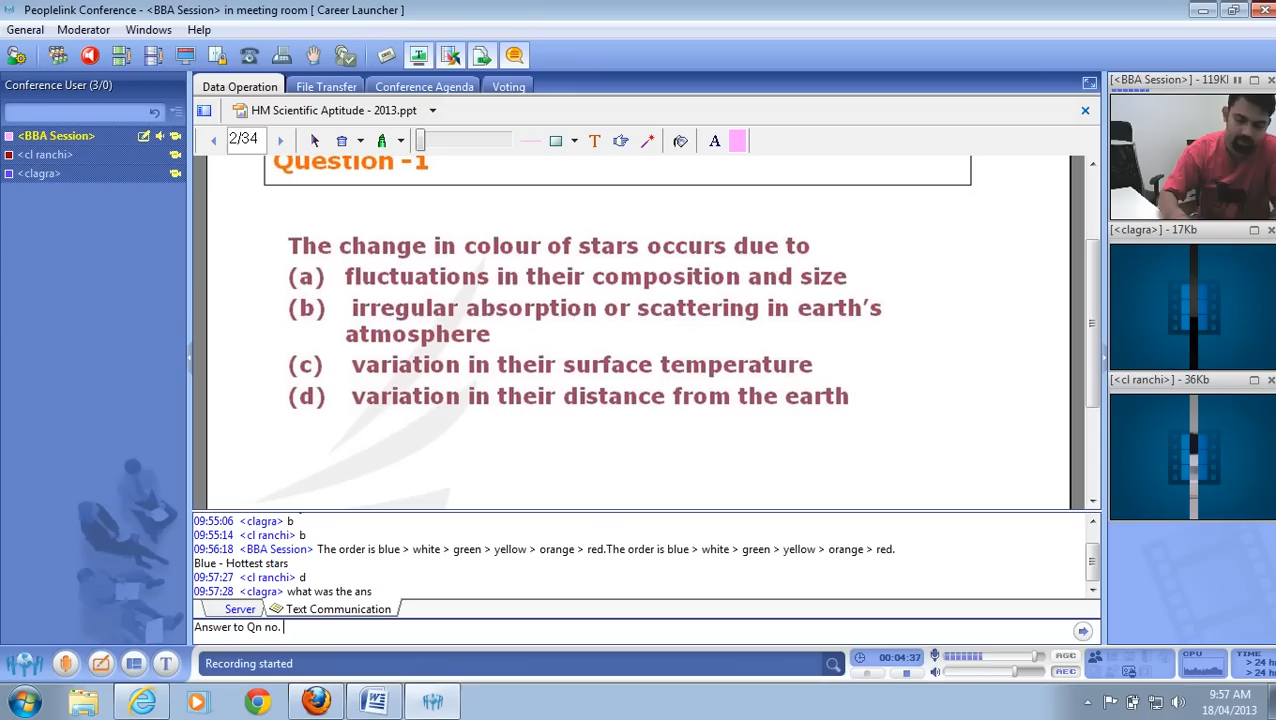 Peoplelink Conference - <BBA Session> in meeting room [ Career Launcher ]
General Moderator Windows Help
Conference User (3/0)
Data Operation File Transfer Conference Agenda Voting
[<BBA Session>] - 119Kl
<BBA Session>
<cl ranchi>
<clagra>
HM Scientific Aptitude - 2013.ppt
2/34
T
A
Question -1
The change in colour of stars occurs due to
(a) fluctuations in their composition and size
(b) irregular absorption or scattering in earth's
atmosphere
(c) variation in their surface temperature
(d) variation in their distance from the earth
[<clagra>] - 17Kb
[<cl ranchi>] - 36Kb
09:55:06 <clagra> b
09:55:14 <cl ranchi> b
09:56:18 <BBA Session> The order is blue > white > green > yellow > orange > red.The order is blue > white > green > yellow > orange > red.
Blue - Hottest stars
09:57:27 <cl ranchi> d
09:57:28 <clagra> what was the ans
Server Text Communication
Answer to Qn no.
T
Recording started
00:04:37
AGC
AEC
CPU
TIME
> 24 h
> 24 h
9:57 AM
18/04/2013